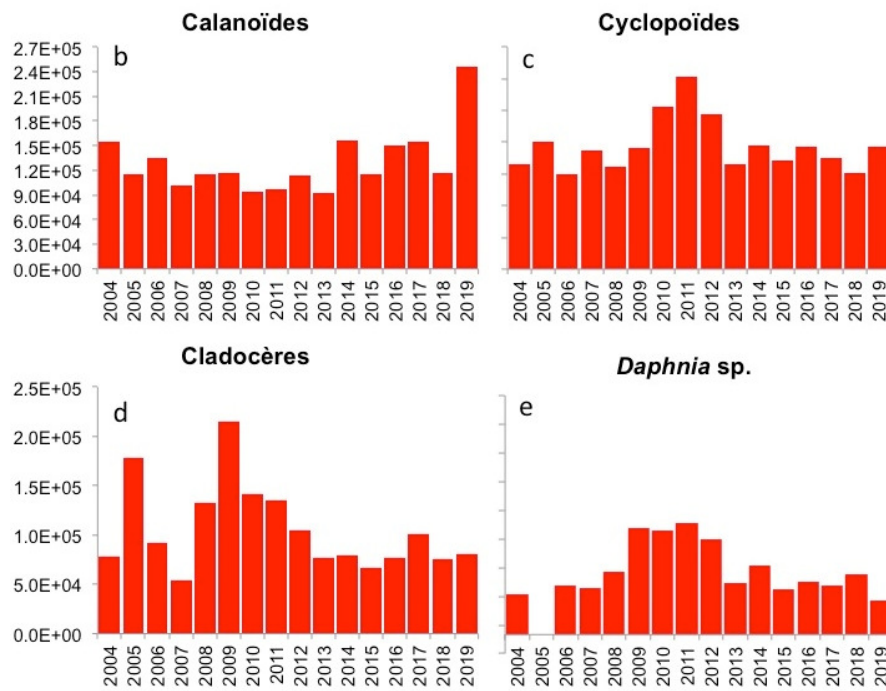 Calanoïdes
b
2.7E+05
2.4E+05
2.1E+05
1.8E+05
1.5E+05
1.2E+05
9.0E+04
6.0E+04
3.0E+04
0.0E+00
2004 2005 2006 2007 2008 2009 2010 2011 2012 2013 2014 2015 2016 2017 2018 2019
Cyclopoïdes
c
2004 2005 2006 2007 2008 2009 2010 2011 2012 2013 2014 2015 2016 2017 2018 2019
Cladocères
d
2.5E+05
2.0E+05
1.5E+05
1.0E+05
5.0E+04
0.0E+00
2004 2005 2006 2007 2008 2009 2010 2011 2012 2013 2014 2015 2016 2017 2018 2019
Daphnia sp.
e
2004 2005 2006 2007 2008 2009 2010 2011 2012 2013 2014 2015 2016 2017 2018 2019